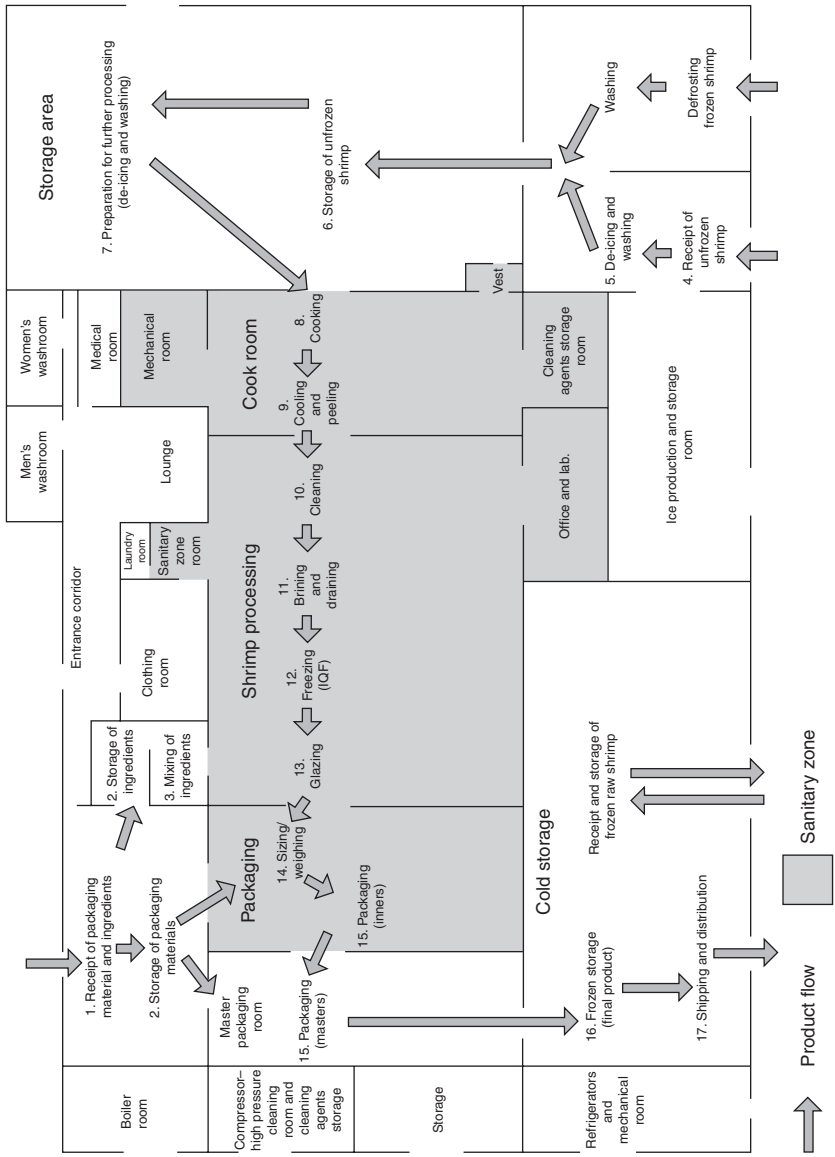 Women's
washroom
Men's
washroom
Entrance corridor
Storage area
7. Preparation for further processing
(de-icing and washing)
6. Storage of unfrozen
shrimp
Washing
Defrosting
frozen shrimp
5. De-icing and
washing
4. Receipt of
unfrozen
shrimp
Medical
room
Mechanical
room
Lounge
Laundry
room
Sanitary
zone
room
Clothing
room
2. Storage of
ingredients
3. Mixing of
ingredients
1. Receipt of packaging
material and ingredients
2. Storage of packaging
materials
Boiler
room
Cook room
8.
Cooking
9.
Cooling
and
peeling
Vest
Shrimp processing
10.
Cleaning
11.
Brining
and
draining
12.
Freezing
(IQF)
13.
Glazing
Packaging
14. Sizing/
weighing
15. Packaging
(inners)
Master
packaging
room
15. Packaging
(masters)
Compressor–
high pressure
cleaning
room and
cleaning
agents
storage
Storage
Cleaning
agents storage
room
Office and lab.
Ice production and storage
room
Cold storage
Receipt and storage of
frozen raw shrimp
16. Frozen storage
(final product)
17. Shipping and distribution
Refrigerators
and
mechanical
room
Product flow
Sanitary zone